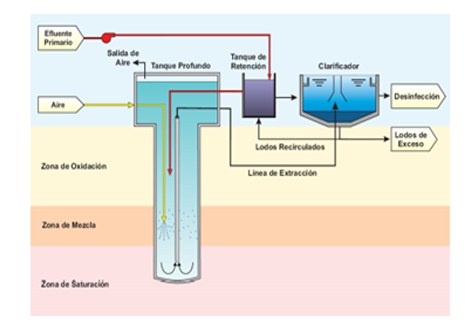 Efluente
Primario
Salida de
Aire
Tanque Profundo
Tanque de
Retención
Clarificador
Aire
Desinfección
Lodos de
Exceso
Lodos Recirculados
Línea de Extracción
Zona de Oxidación
Zona de Mezcla
Zona de Saturación